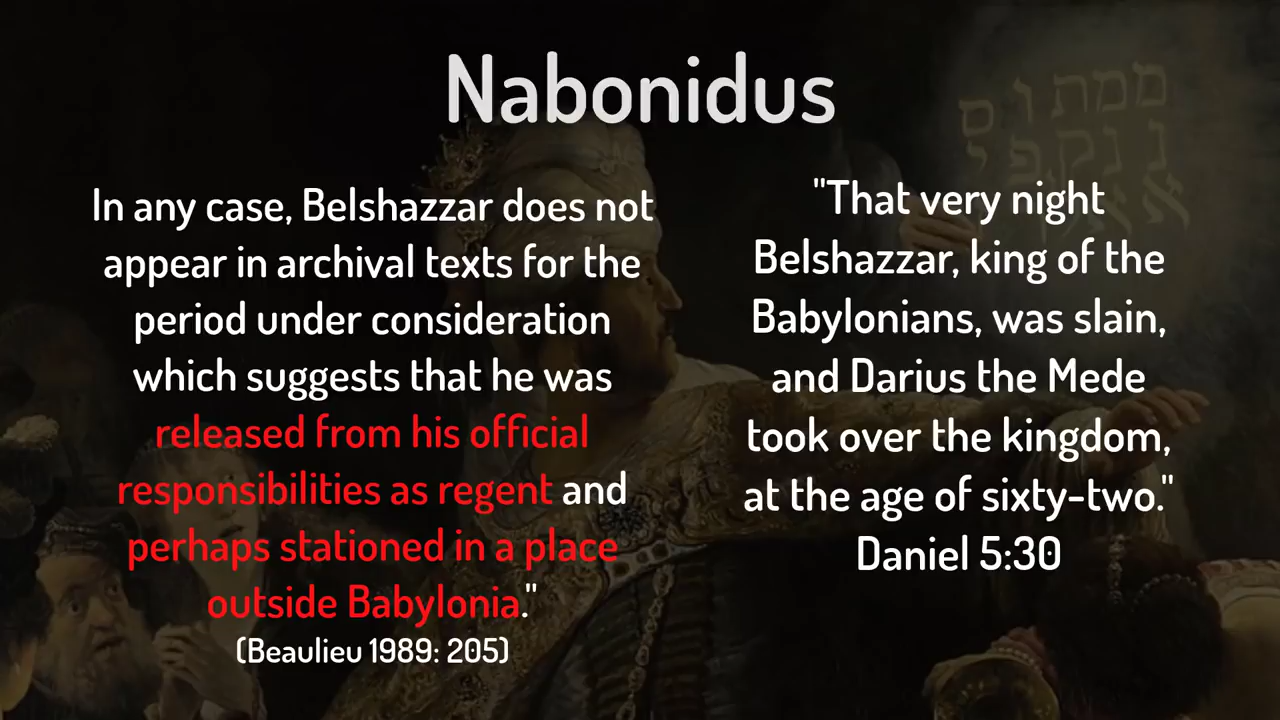 Nabonidus
In any case, Belshazzar does not
appear in archival texts for the
period under consideration
which suggests that he was
released from his official
responsibilities as regent and
perhaps stationed in a place
outside Babylonia."
(Beaulieu 1989: 205)
"That very night
Belshazzar, king of the
Babylonians, was slain,
and Darius the Mede
took over the kingdom,
at the age of sixty-two."
Daniel 5:30
ממתוס
ננקפי
אאלרן